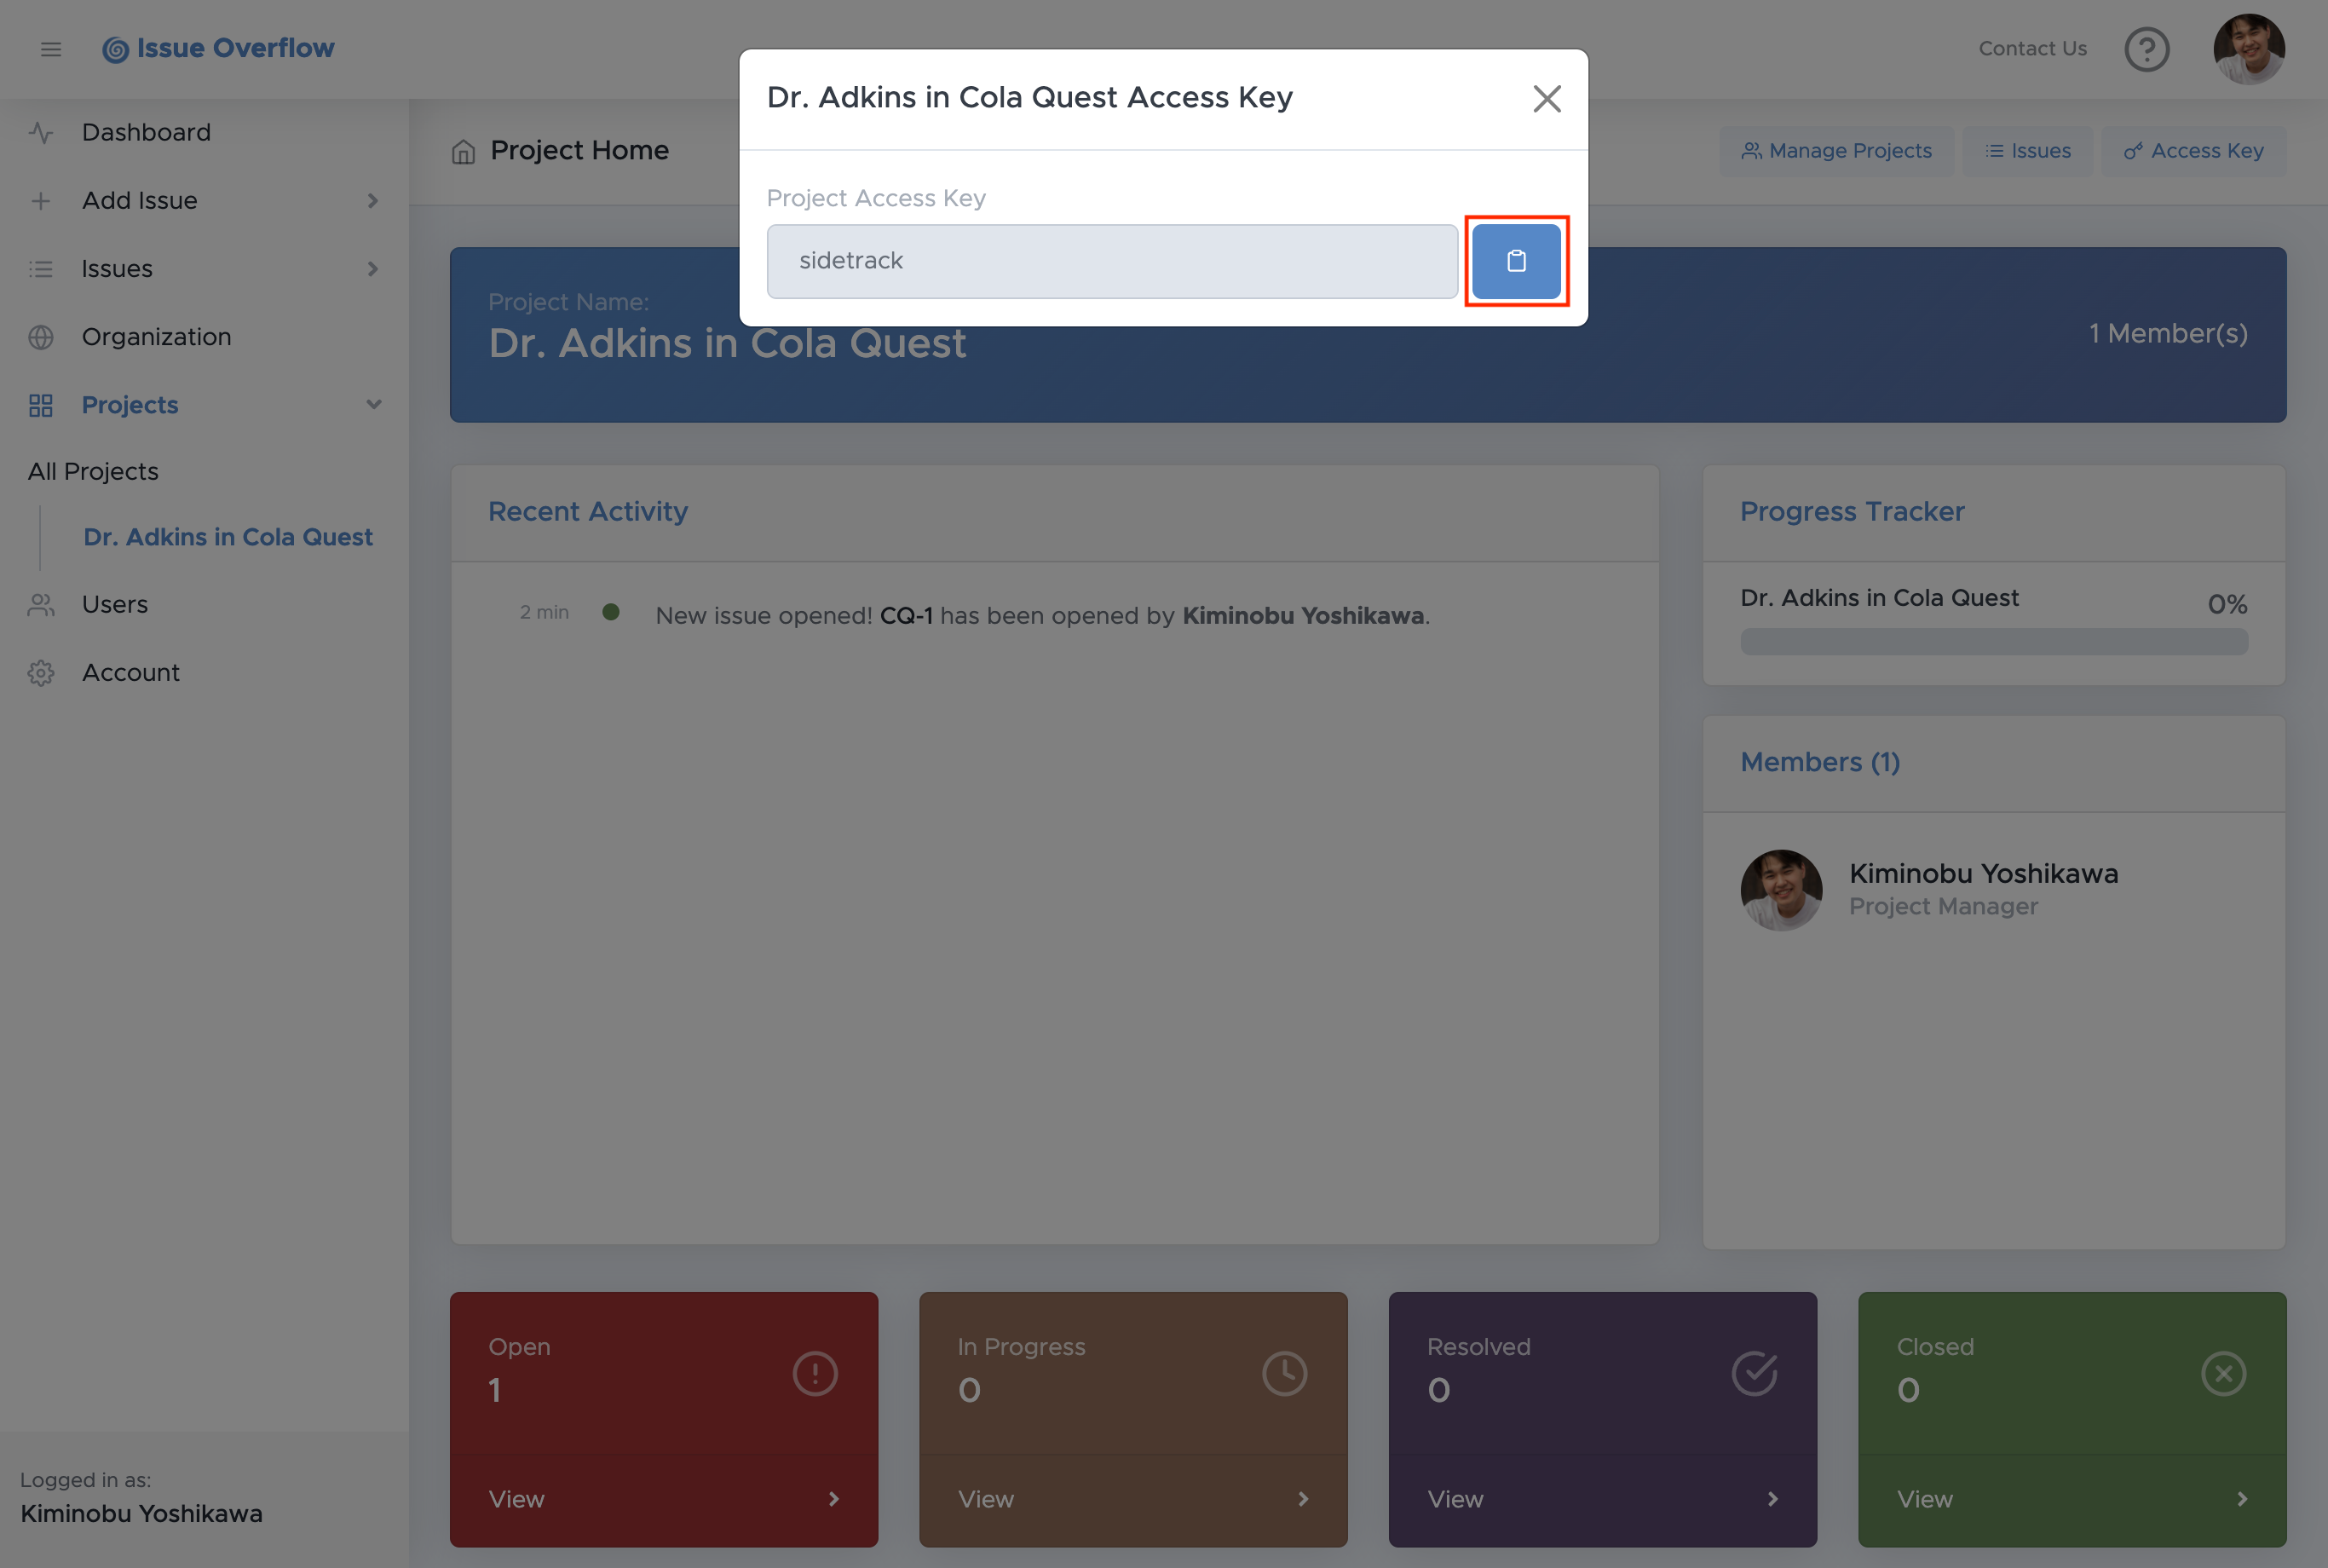 Issue Overflow
Contact Us
Dr. Adkins in Cola Quest Access Key
Project Access Key
sidetrack
Dashboard
Add Issue
Issues
Organization
Projects
All Projects
Dr. Adkins in Cola Quest
Users
Account
Logged in as:
Kiminobu Yoshikawa
Project Home
Manage Projects
Issues
Access Key
Project Name:
Dr. Adkins in Cola Quest
1 Member(s)
Recent Activity
2 min
New issue opened! CQ-1 has been opened by Kiminobu Yoshikawa.
Progress Tracker
Dr. Adkins in Cola Quest
0%
Members (1)
Kiminobu Yoshikawa
Project Manager
Open
1
View
In Progress
0
View
Resolved
0
View
Closed
0
View